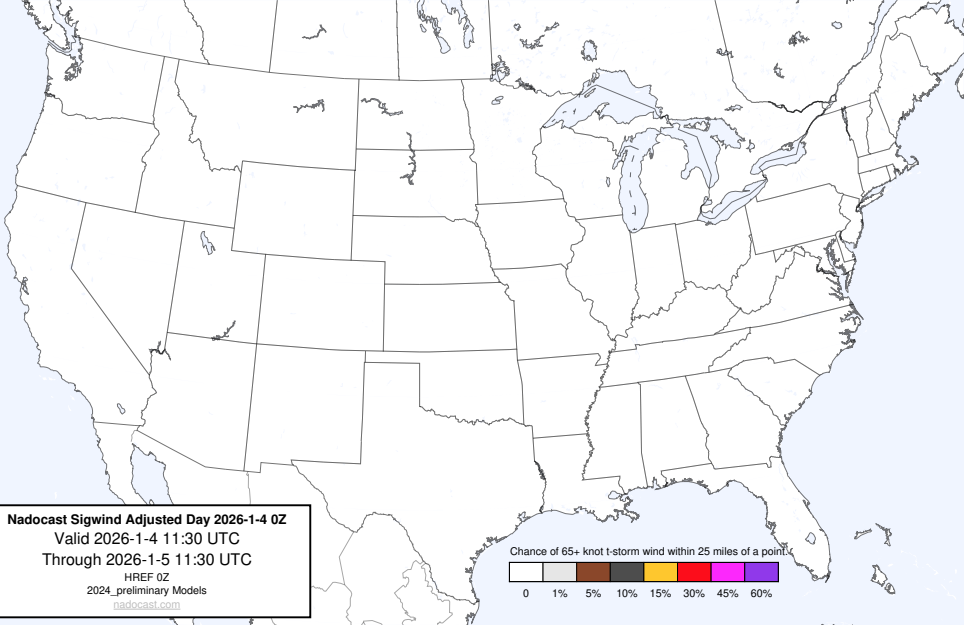 Nadocast Sigwind Adjusted Day 2026-1-4 0Z
Valid 2026-1-4 11:30 UTC
Through 2026-1-5 11:30 UTC
HREF 0Z
2024_preliminary Models
nadocast.com
Chance of 65+ knot t-storm wind within 25 miles of a point.
0 1% 5% 10% 15% 30% 45% 60%